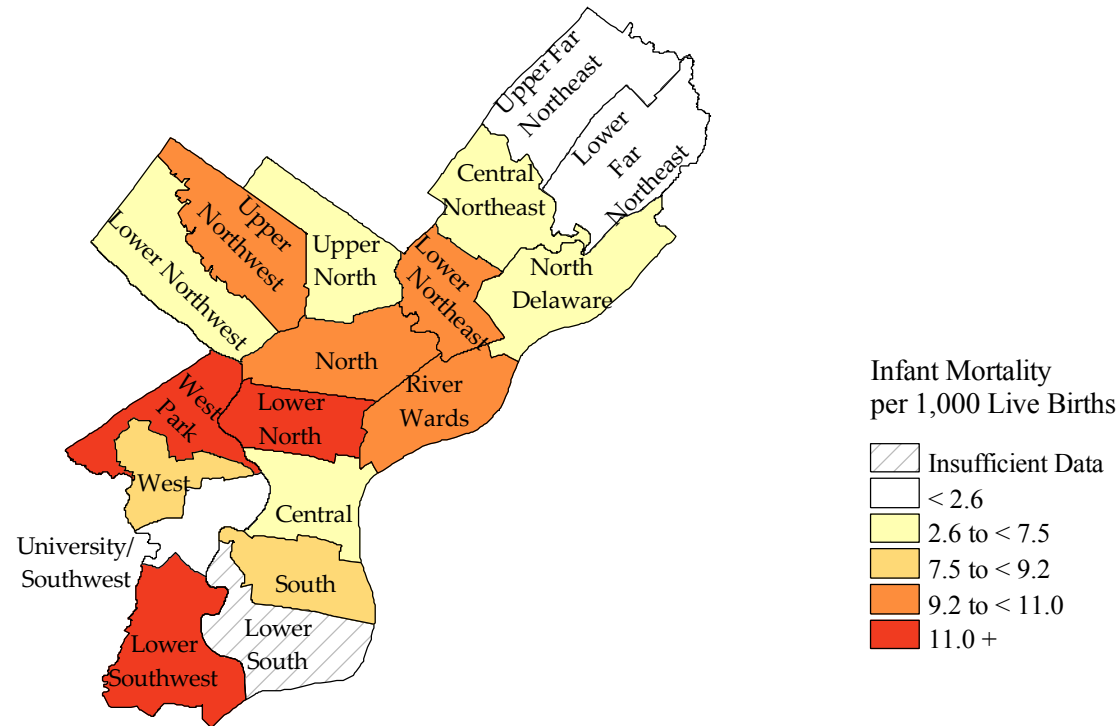 Upper Far
Northeast
Lower
Far
Northeast
Central
Northeast
Upper
Northwest
Lower Northwest
Upper
North
Lower
Northeast
North
Delaware
North
River
Wards
West
Park
Lower
North
West
Central
University/
Southwest
South
Lower
South
Lower
Southwest
Infant Mortality
per 1,000 Live Births
Insufficient Data
< 2.6
2.6 to < 7.5
7.5 to < 9.2
9.2 to < 11.0
11.0 +